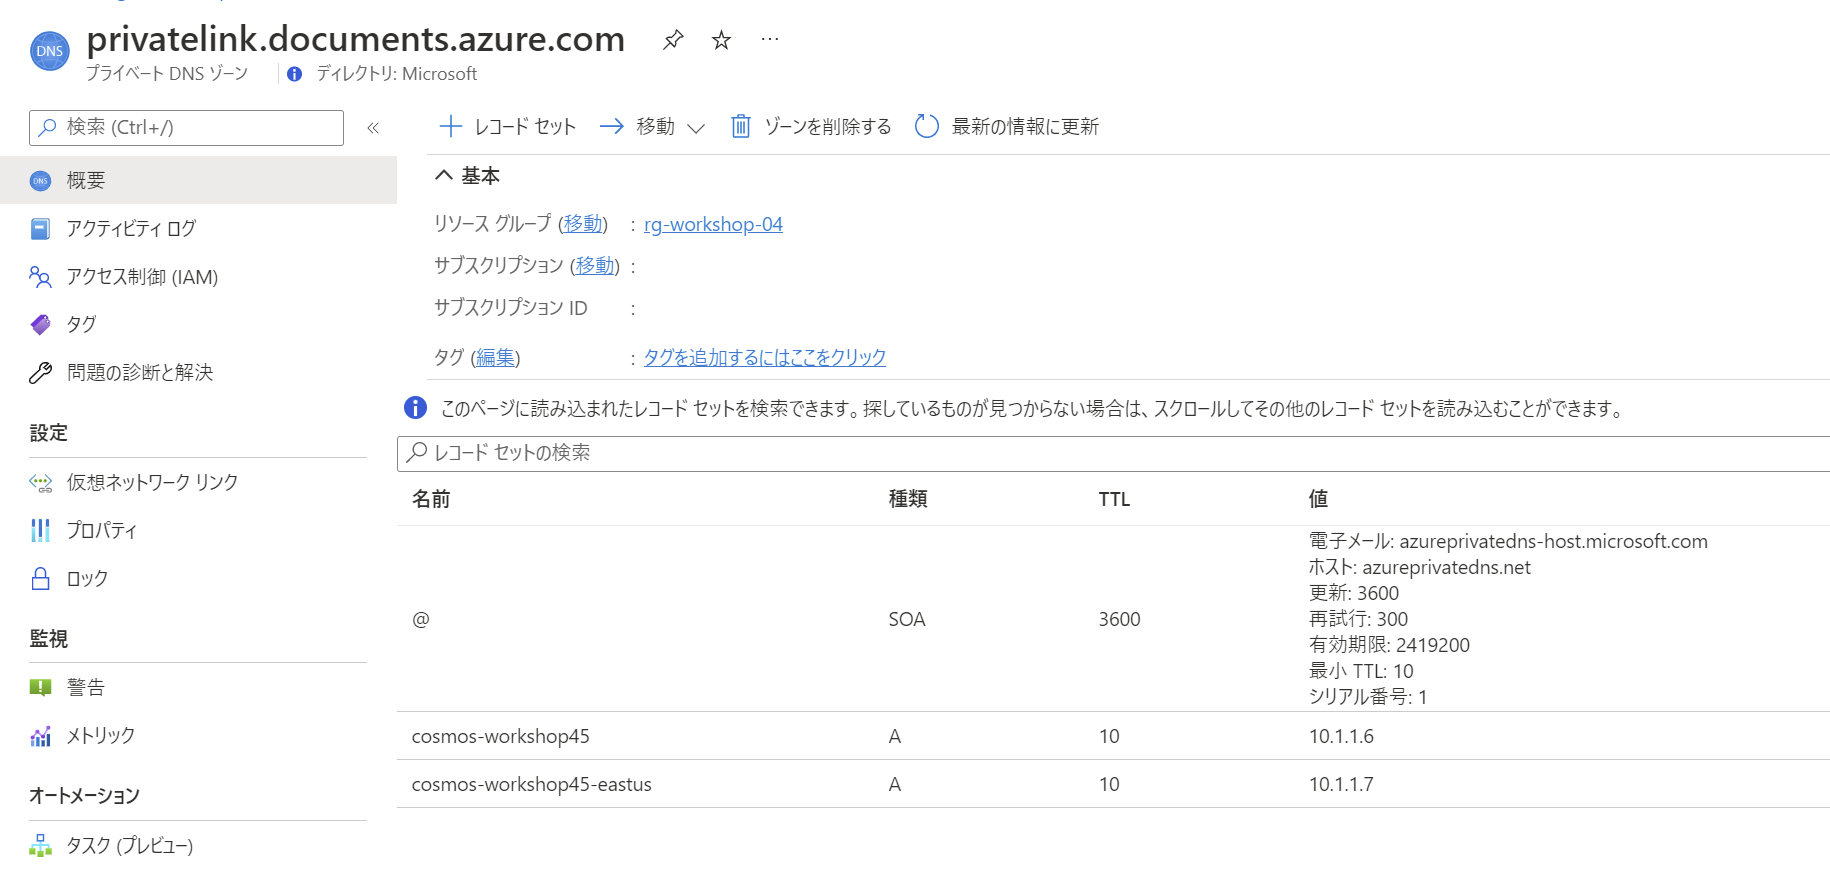 privatelink.documents.azure.com
DNS
プライベート DNS ゾーン
ディレクトリ: Microsoft
検索 (Ctrl+/)
概要
アクティビティ ログ
アクセス制御 (IAM)
タグ
問題の診断と解決
設定
仮想ネットワーク リンク
プロパティ
ロック
監視
警告
メトリック
オートメーション
タスク (プレビュー)
レコード セット 移動 ゾーンを削除する 最新の情報に更新
基本
リソース グループ (移動) : rg-workshop-04
サブスクリプション (移動) :
サブスクリプション ID :
タグ (編集) : タグを追加するにはここをクリック
このページに読み込まれたレコード セットを検索できます。探しているものが見つからない場合は、スクロールしてその他のレコード セットを読み込むことができます。
レコード セットの検索
名前 種類 TTL 値
@ SOA 3600
電子メール: azureprivatedns-host.microsoft.com
ホスト: azureprivatedns.net
更新: 3600
再試行: 300
有効期限: 2419200
最小 TTL: 10
シリアル番号: 1
cosmos-workshop45 A 10 10.1.1.6
cosmos-workshop45-eastus A 10 10.1.1.7